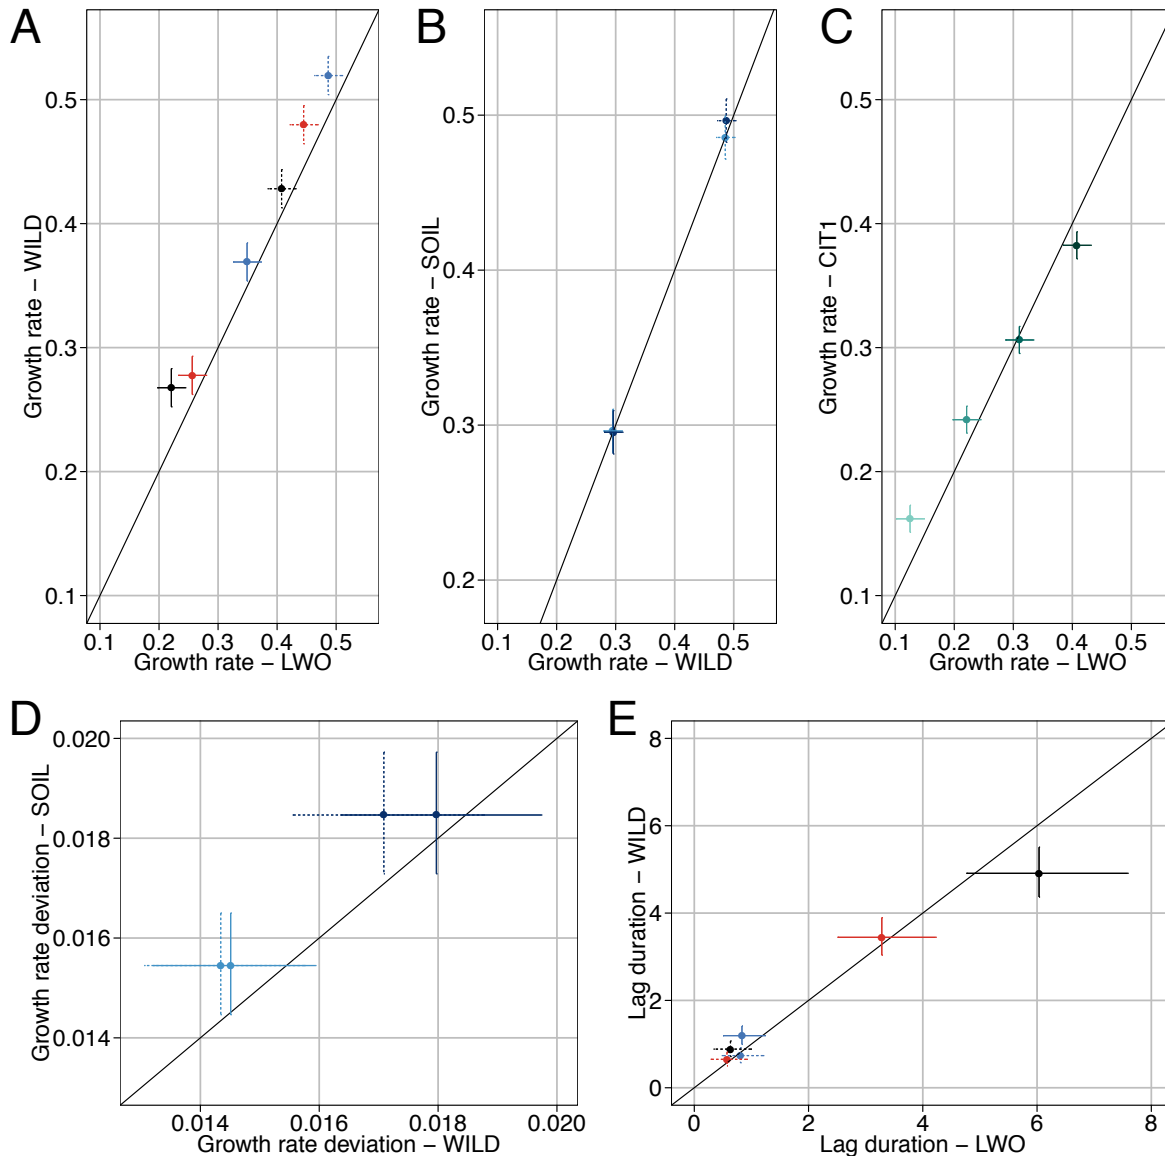 A
Growth rate – WILD
0.5
0.4
0.3
0.2
0.1
0.1 0.2 0.3 0.4 0.5
Growth rate – LWO
B
Growth rate – SOIL
0.5
0.4
0.3
0.2
0.1 0.2 0.3 0.4 0.5
Growth rate – WILD
C
Growth rate – CIT1
0.5
0.4
0.3
0.2
0.1
0.1 0.2 0.3 0.4 0.5
Growth rate – LWO
D
Growth rate deviation – SOIL
0.020
0.018
0.016
0.014
0.014 0.016 0.018 0.020
Growth rate deviation – WILD
E
Lag duration – WILD
8
6
4
2
0
0 2 4 6 8
Lag duration – LWO